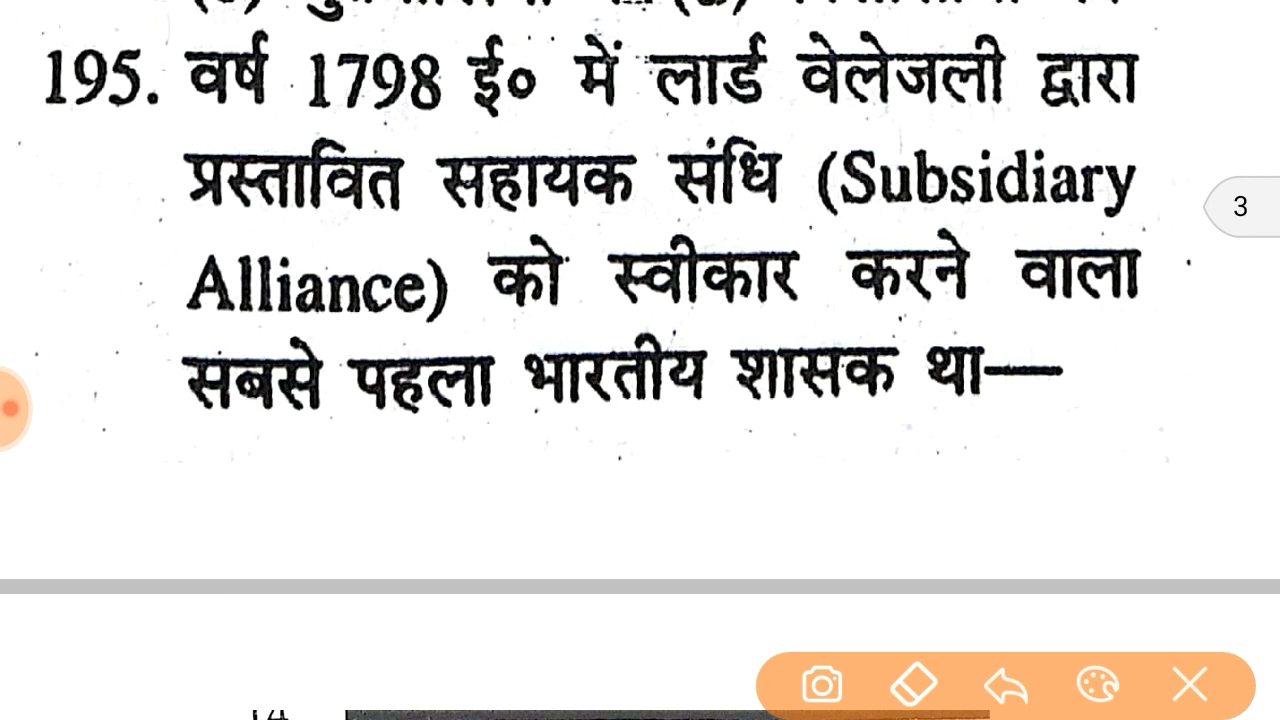 195. वर्ष 1798 ई० में लार्ड वेलेजली द्वारा
प्रस्तावित सहायक संधि (Subsidiary
Alliance) को स्वीकार करने वाला
सबसे पहला भारतीय शासक था—
3